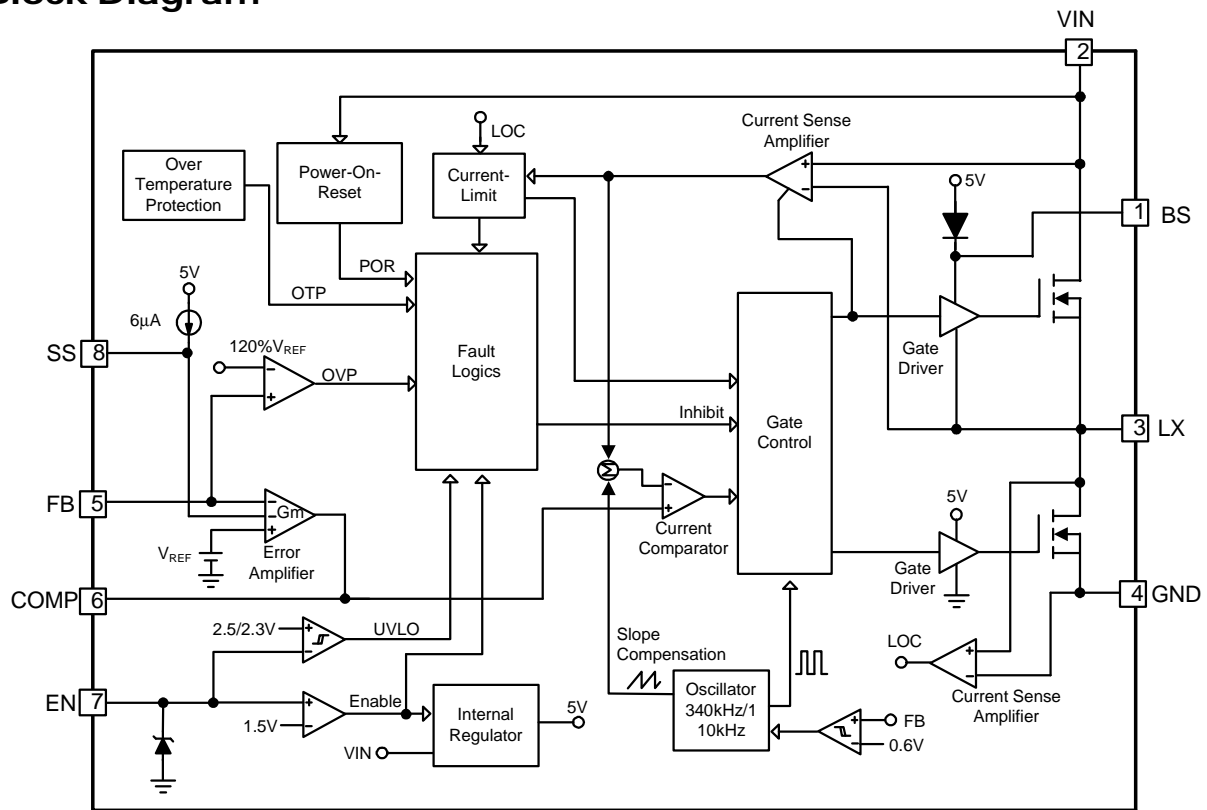 Block Diagram
VIN
2
LOC
Current Sense
Amplifier
Over
Temperature
Protection
Power-On-
Reset
Current-
Limit
+
−
5V
1
BS
POR
OTP
5V
6µA
SS
8
120%VREF
−
+
OVP
Fault
Logics
Gate
Driver
Inhibit
Gate
Control
3
LX
FB
5
−
−
+
Gm
Σ
−
+
Current
Comparator
5V
VREF
Error
Amplifier
Gate
Driver
COMP
6
4
GND
2.5/2.3V
+
−
UVLO
Slope
Compensation
LOC
+
−
Current Sense
Amplifier
EN
7
+
−
Enable
1.5V
Internal
Regulator
5V
VIN
Oscillator
340kHz/1
10kHz
+
−
FB
0.6V